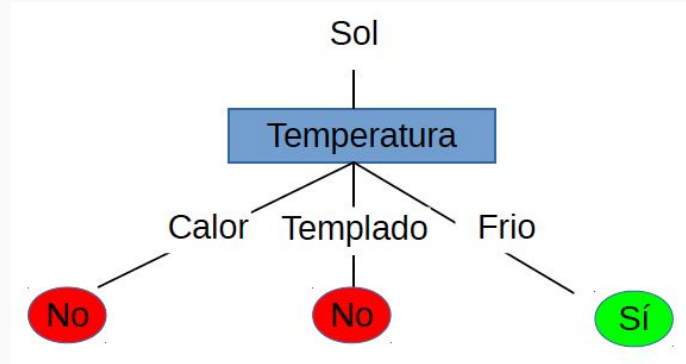 Sol
Temperatura
Calor Templado Frio
No No Sí